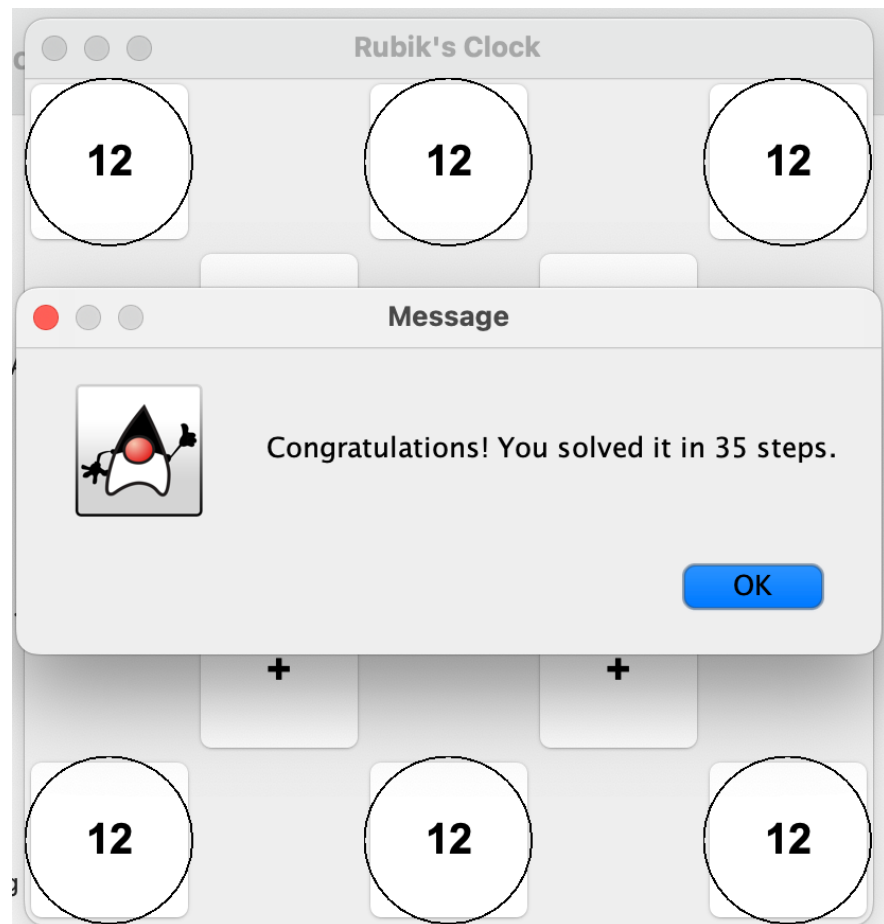 Rubik's Clock
12 12 12
Message
Congratulations! You solved it in 35 steps.
OK
+ +
12 12 12